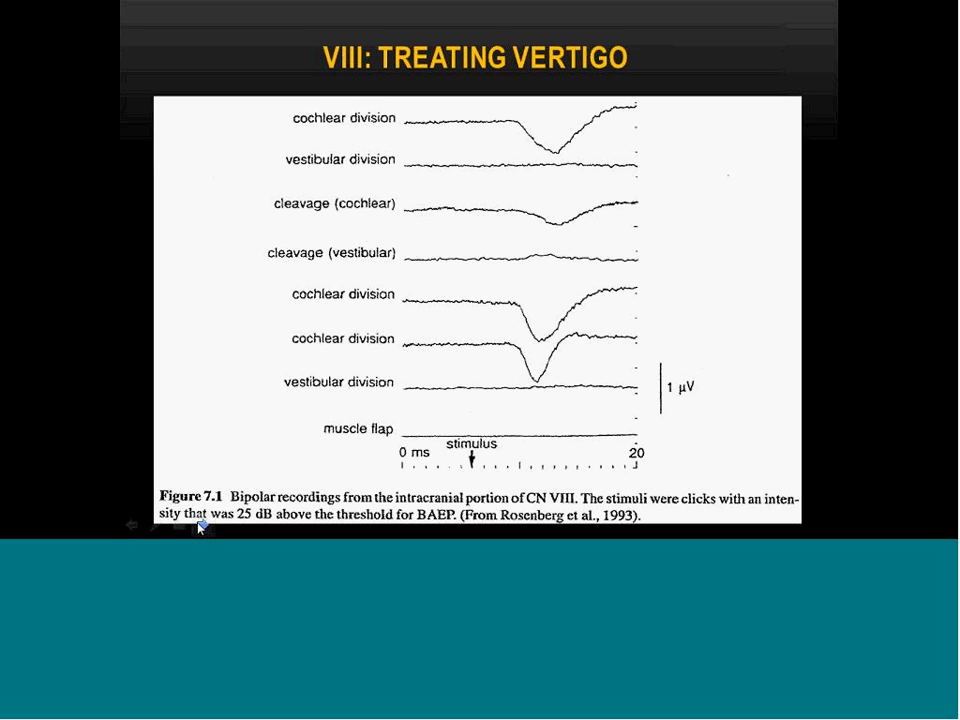 VIII: TREATING VERTIGO
cochlear division
vestibular division
cleavage (cochlear)
cleavage (vestibular)
cochlear division
cochlear division
vestibular division
1 µV
muscle flap
stimulus
0 ms
20
Figure 7.1 Bipolar recordings from the intracranial portion of CN VIII. The stimuli were clicks with an inten-
sity that was 25 dB above the threshold for BAEP. (From Rosenberg et al., 1993).